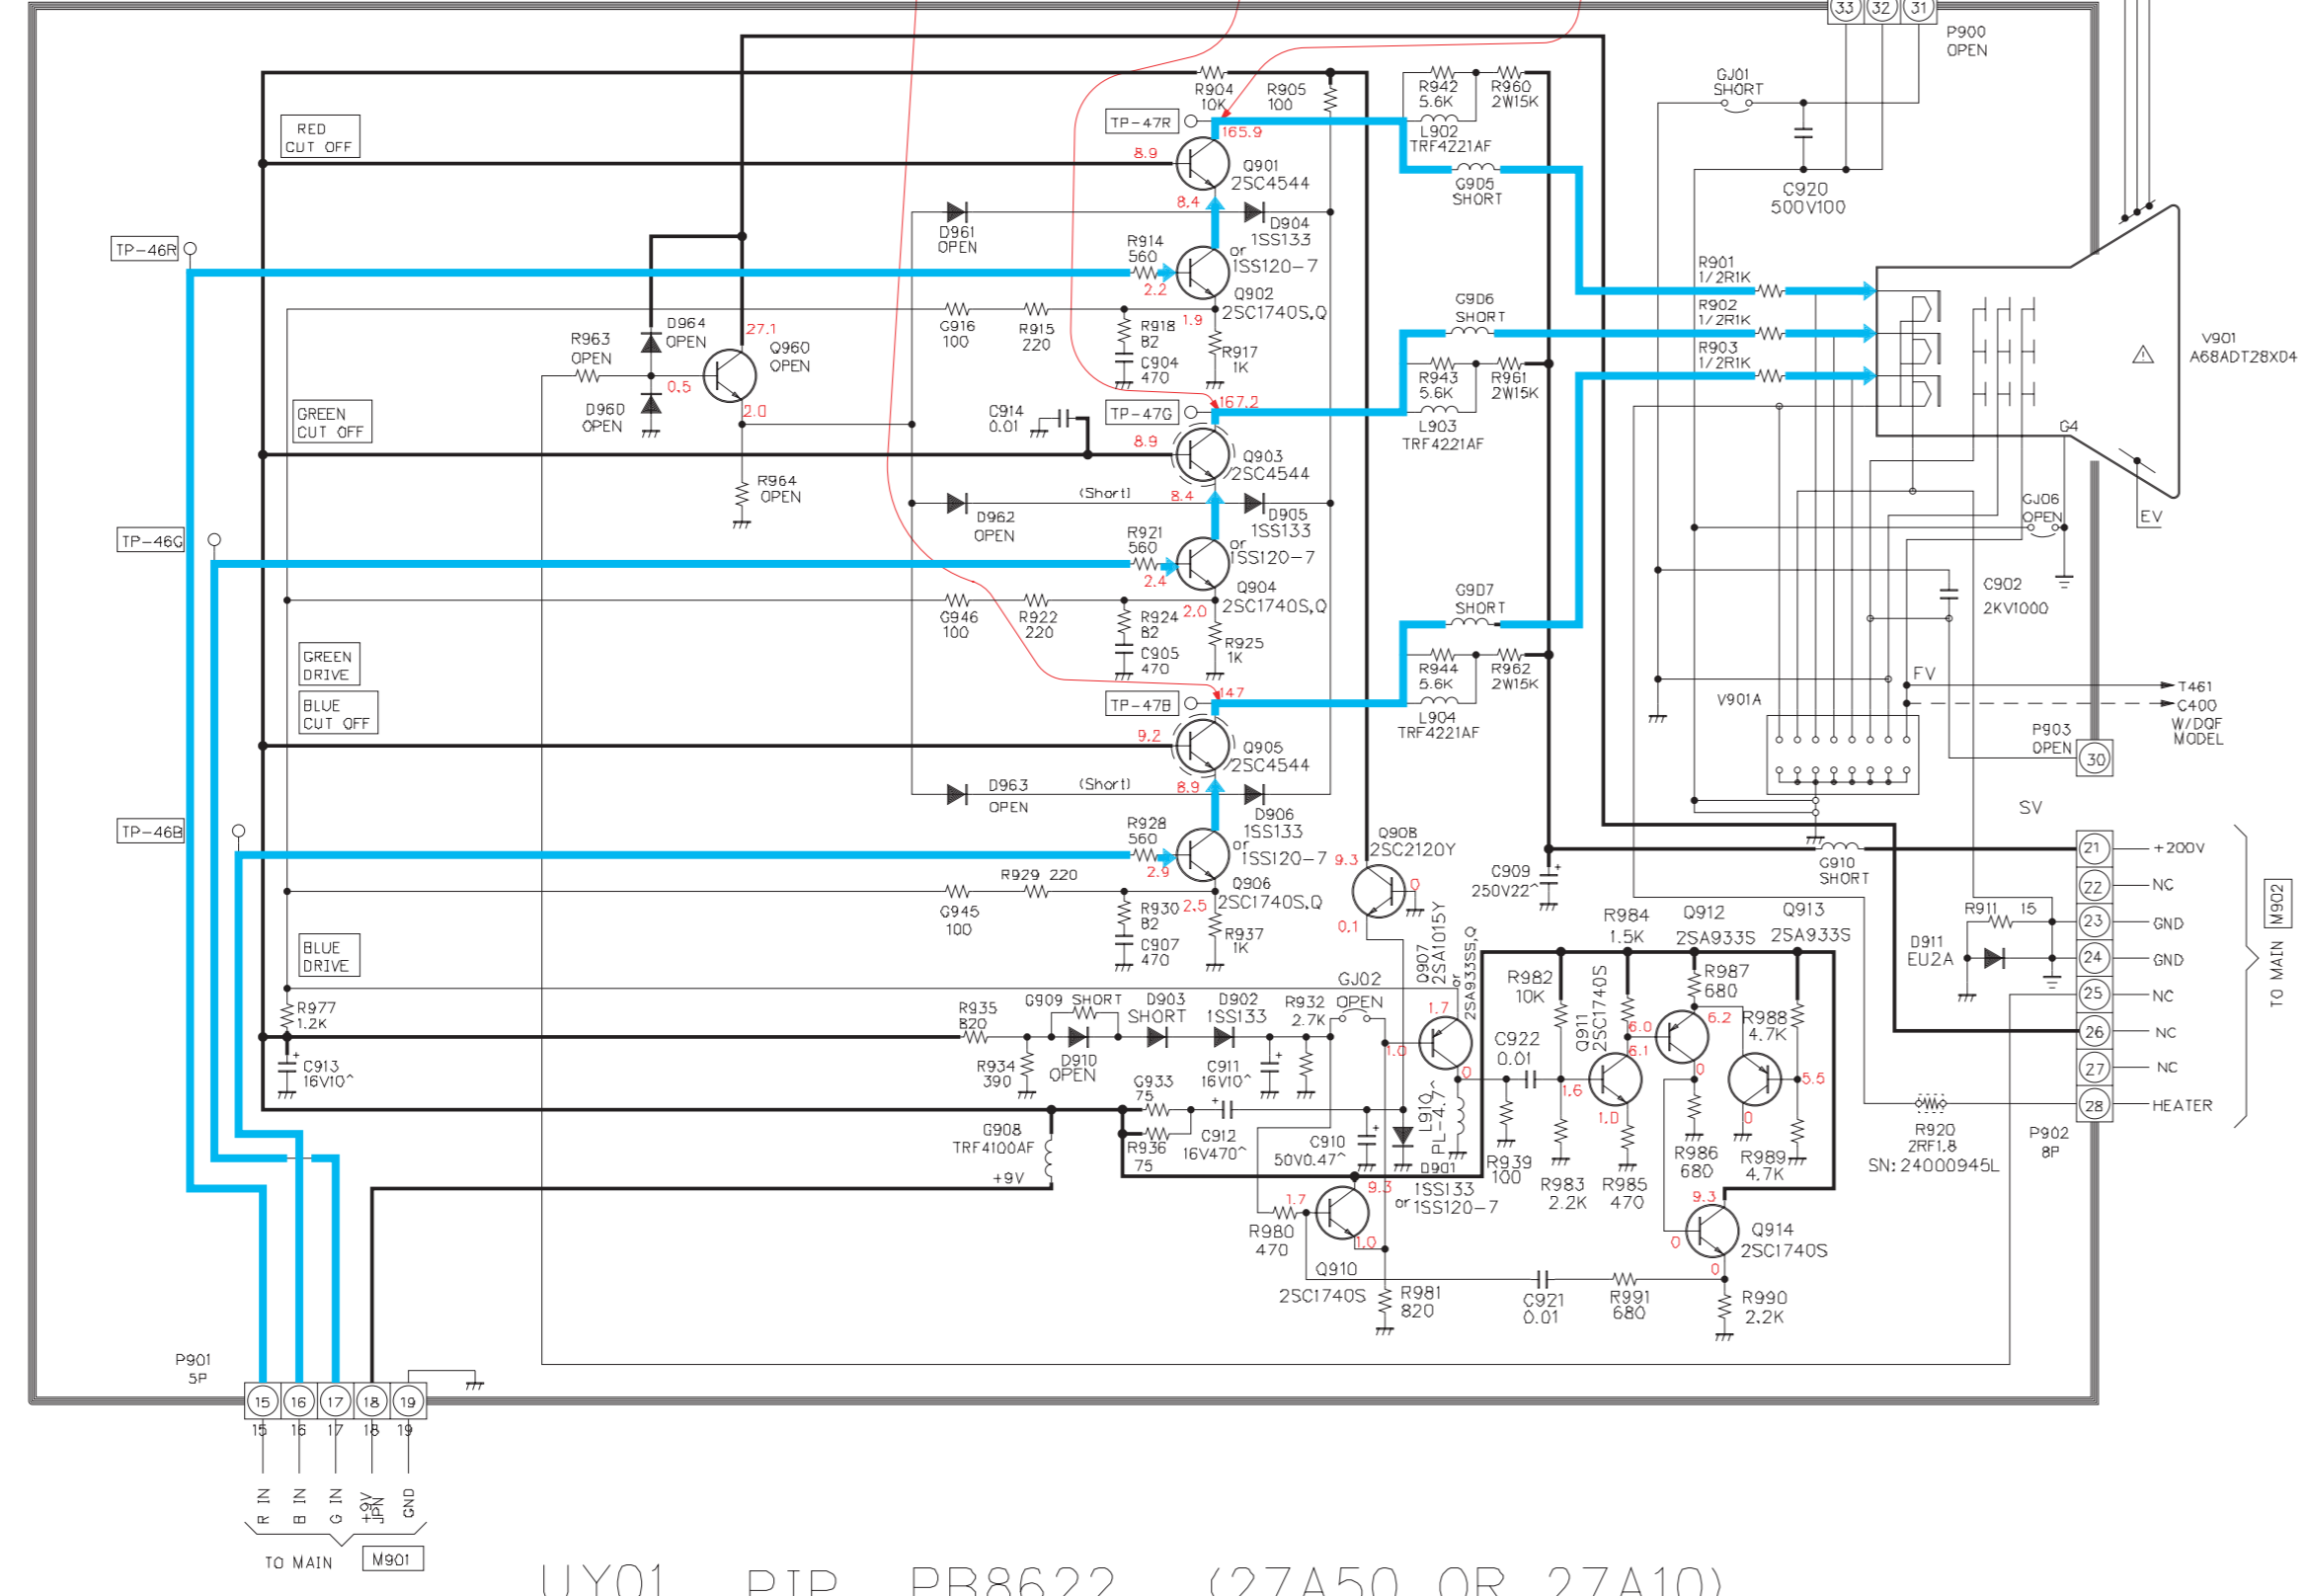 33 32 31
P900
OPEN
GJ01
SHORT
R904
10K
R905
100
R942
5.6K
R960
2W15K
RED
CUT OFF
TP-47R
165.9
L902
TRF4221AF
8.9
Q901
2SC4544
G905
SHORT
C920
500V100
8.4
D961
OPEN
D904
1SS133
or
1SS120-7
TP-46R
R914
560
2.2
Q902
2SC1740S,Q
R901
1/2R1K
G906
SHORT
R902
1/2R1K
R903
1/2R1K
G916
100
R915
220
R918
82
C904
470
1.9
R917
1K
R963
OPEN
D964
OPEN
27.1
Q960
OPEN
0.5
2.0
D960
OPEN
V901
A68ADT28XD4
R943
5.6K
R961
2W15K
GREEN
CUT OFF
C914
0.01
TP-47G
167.2
L903
TRF4221AF
8.9
Q903
2SC4544
G4
R964
OPEN
(Short)
8.4
D962
OPEN
D905
1SS133
or
1SS120-7
GJ06
OPEN
EV
TP-46G
R921
560
2.4
Q904
2SC1740S,Q
G946
100
R922
220
R924
82
C905
470
2.0
R925
1K
G907
SHORT
C902
2KV1000
GREEN
DRIVE
BLUE
CUT OFF
R944
5.6K
R962
2W15K
FV
T461
C400
W/DQF
MODEL
TP-47B
147
L904
TRF4221AF
V901A
9.2
Q905
2SC4544
P903
OPEN
30
D963
OPEN
(Short)
8.9
D906
1SS133
or
1SS120-7
SV
TP-46B
R928
560
2.9
Q906
2SC1740S,Q
Q908
2SC2120Y
9.3
0
0.1
G910
SHORT
C909
250V22^
G945
100
R929 220
R930
82
C907
470
2.5
R937
1K
BLUE
DRIVE
21 +200V
22 NC
23 GND
24 GND
25 NC
26 NC
27 NC
28 HEATER
TO MAIN M902
R911 15
D911
EU2A
R984
1.5K
Q912
2SA933S
Q913
2SA933S
Q907
2SA1015Y
or
2SA933SS,Q
GJ02
OPEN
R982
10K
Q911
2SC1740S
R987
680
R977
1.2K
C913
16V10^
R935
820
G909 SHORT
D903
SHORT
D902
1SS133
R932
2.7K
R934
390
D910
OPEN
C911
16V10^
1.7
1.0
0
C922
0.01
6.0
6.1
6.2
R988
4.7K
1.6
1.0
0
5.5
0
G933
75
R936
75
C912
16V470^
C910
50V0.47^
D901
1SS133
or 1SS120-7
L910
PL-4.7^
R939
100
R983
2.2K
R985
470
R986
680
R989
4.7K
R920
2RF1.8
SN:24000945L
P902
8P
G908
TRF4100AF
+9V
9.3
1.7
R980
470
1.0
Q910
2SC1740S
R981
820
C921
0.01
R991
680
9.3
0
Q914
2SC1740S
0
R990
2.2K
P901
5P
15 16 17 18 19
15 16 17 18 19
R IN
B IN
G IN
+9V
JPN
GND
TO MAIN M901
UY01 PIP PB8622 (27A50 OR 27A10)